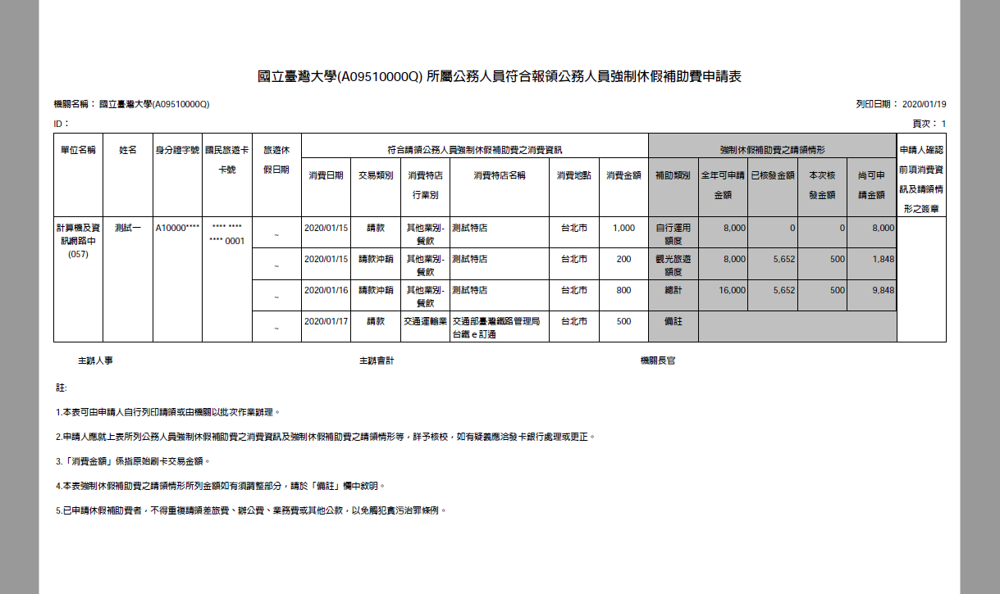 國立臺灣大學(A09510000Q) 所屬公務人員符合報領公務人員強制休假補助費申請表
機關名稱： 國立臺灣大學(A09510000Q)
列印日期： 2020/01/19
ID：
頁次： 1
單位名稱 姓名 身分證字號 國民旅遊卡 旅遊休 符合請領公務人員強制休假補助費之消費資訊 強制休假補助費之請領情形 申請人確認
卡號 假日期 消費日期 交易類別 消費特店 消費特店名稱 消費地點 消費金額 補助類別 全年可申請 已核發金額 本次核 尚可申 前項消費資
行業別 金額 發金額 請金額 訊及請領情
形之簽章
計算機及資 測試一 A10000**** **** **** ~ 2020/01/15 請款 其他業別- 測試特店 台北市 1,000 自行運用 8,000 0 0 8,000
訊網路中 **** 0001 餐飲 額度
(057) ~ 2020/01/15 請款沖銷 其他業別- 測試特店 台北市 200 觀光旅遊 8,000 5,652 500 1,848
餐飲 額度
~ 2020/01/16 請款沖銷 其他業別- 測試特店 台北市 800 總計 16,000 5,652 500 9,848
餐飲
~ 2020/01/17 請款 交通運輸業 交通部臺灣鐵路管理局 台北市 500 備註
台鐵ｅ訂通
主辦人事 主辦會計 機關長官
註:
1.本表可由申請人自行列印請領或由機關以批次作業辦理。
2.申請人應就上表所列公務人員強制休假補助費之消費資訊及強制休假補助費之請領情形等，詳予核校，如有疑義應洽發卡銀行處理或更正。
3.「消費金額」係指原始刷卡交易金額。
4.本表強制休假補助費之請領情形所列金額如有須調整部分，請於「備註」欄中敘明。
5.已申請休假補助費者，不得重複請領差旅費、辦公費、業務費或其他公款，以免觸犯貪污治罪條例。